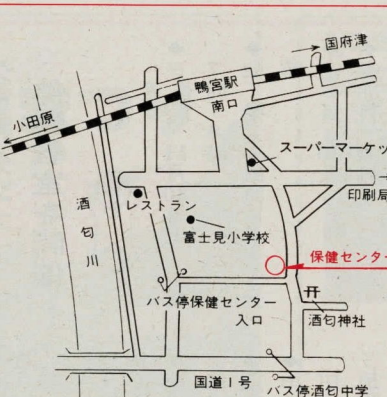 国府津
鴨宮駅
南口
小田原
スーパーマーケッ
印刷局
酒匂川
レストラン
富士見小学校
保健センター
バス停保健センター
入口
酒匂神社
国道1号
バス停酒匂中学